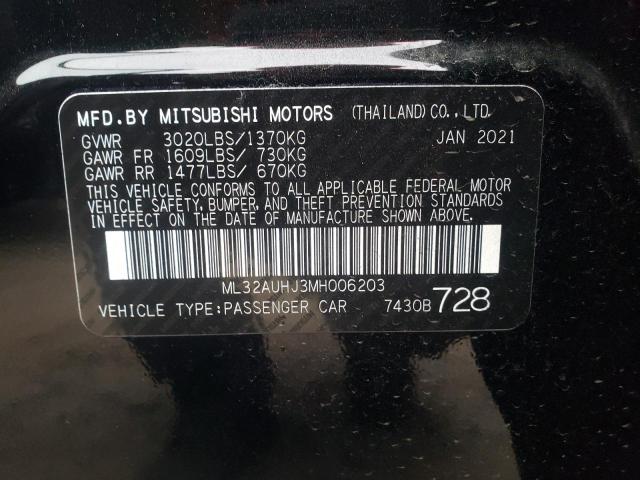 MFD.BY MITSUBISHI MOTORS (THAILAND)CO.,LTD.
GVWR 3020LBS/1370KG JAN 2021
GAWR FR 1609LBS/ 730KG
GAWR RR 1477LBS/ 670KG
THIS VEHICLE CONFORMS TO ALL APPLICABLE FEDERAL MOTOR
VEHICLE SAFETY, BUMPER, AND THEFT PREVENTION STANDARDS
IN EFFECT ON THE DATE OF MANUFACTURE SHOWN ABOVE.
ML32AUHJ3MH006203
VEHICLE TYPE:PASSENGER CAR 7430B 728